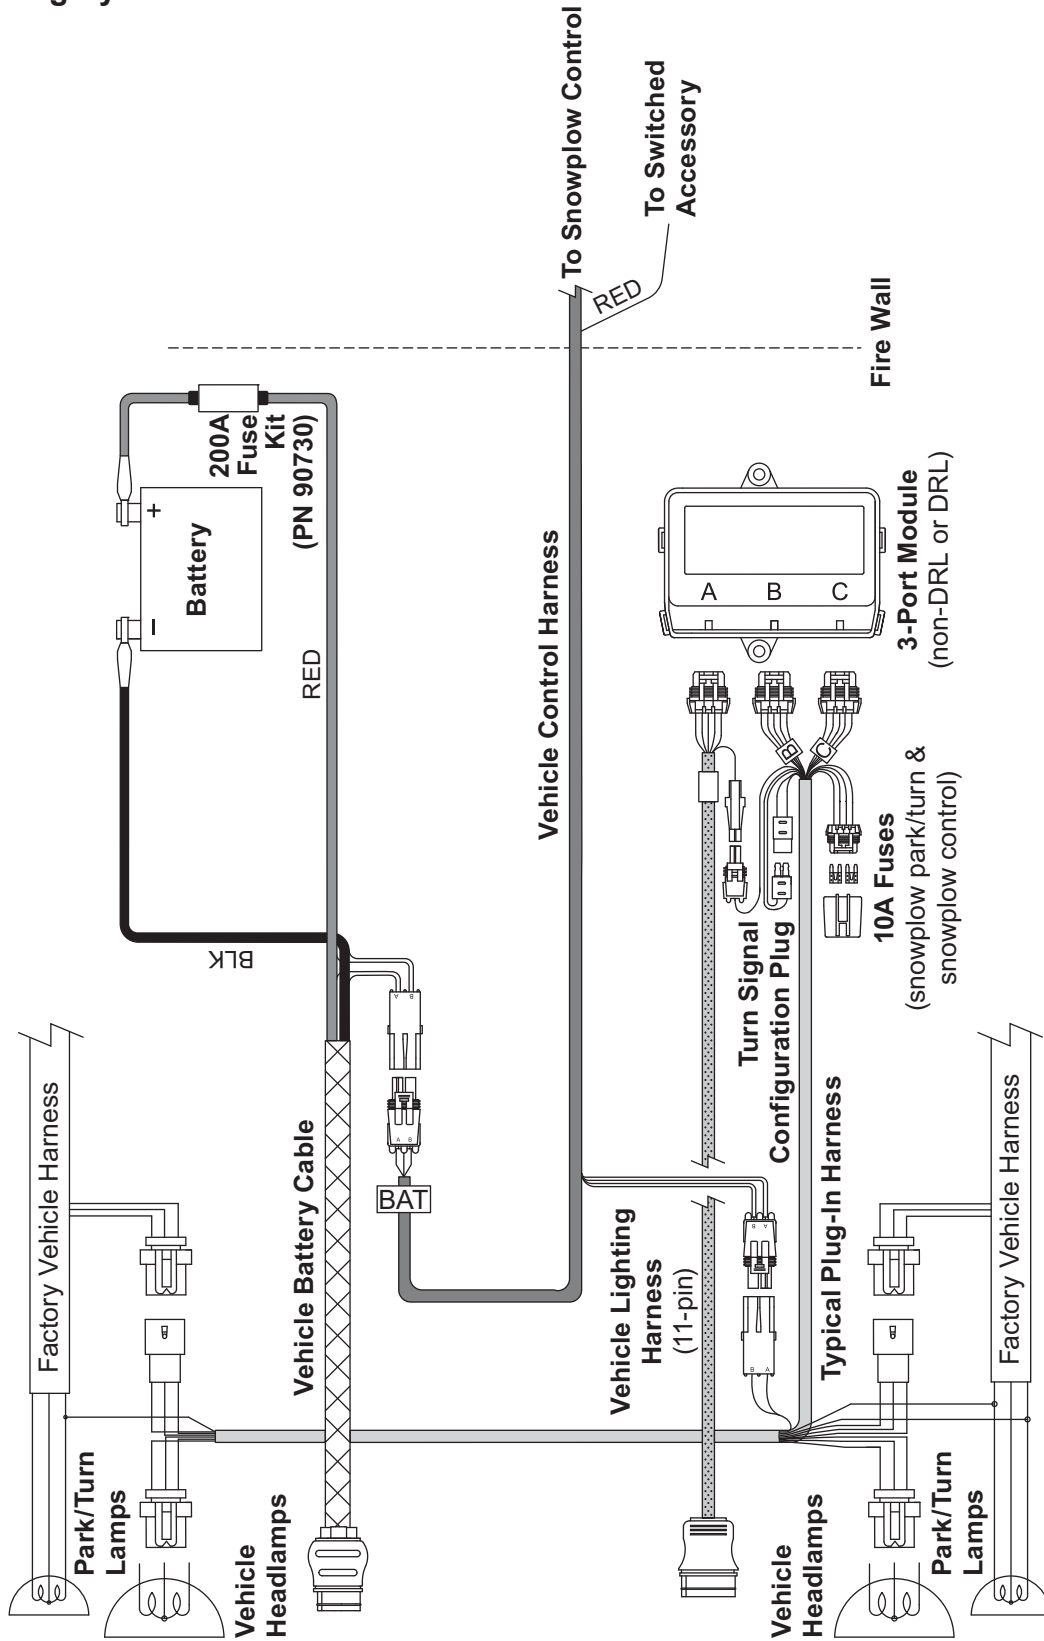 To Snowplow Control
To Switched
Accessory
RED
Fire Wall
200A
Fuse
Kit
(PN 90730)
+
-
Battery
RED
BLK
Vehicle Control Harness
A
B
C
3-Port Module
(non-DRL or DRL)
B
C
10A Fuses
(snowplow park/turn &
snowplow control)
Turn Signal
Configuration Plug
A
B
A
B
BAT
Vehicle Battery Cable
Factory Vehicle Harness
Vehicle Lighting
Harness
(11-pin)
B
A
B
A
Typical Plug-In Harness
Factory Vehicle Harness
Park/Turn
Lamps
Vehicle
Headlamps
Vehicle
Headlamps
Park/Turn
Lamps